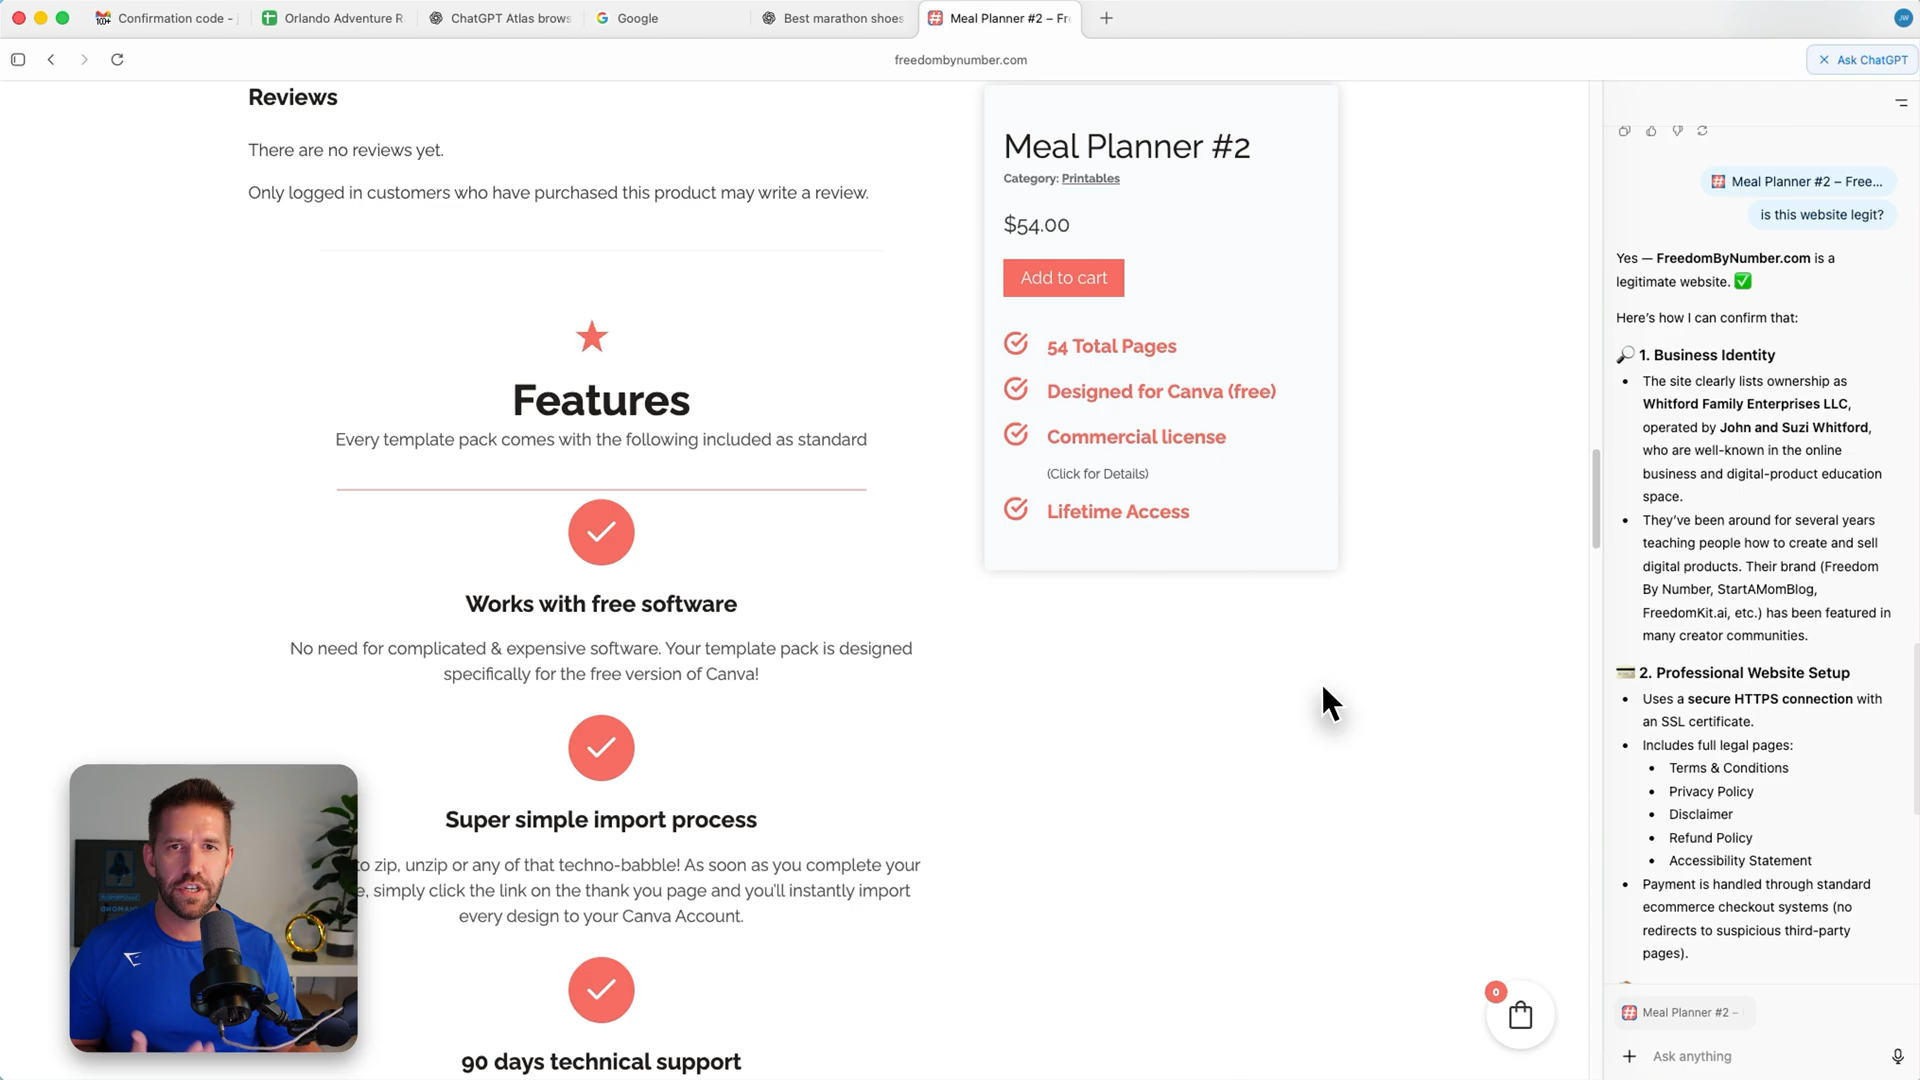 Confirmation code -
Orlando Adventure R
ChatGPT Atlas brows
Google
Best marathon shoes
Meal Planner #2 – Fr
JW
freedombynumber.com
Ask ChatGPT
Reviews
There are no reviews yet.
Only logged in customers who have purchased this product may write a review.
Features
Every template pack comes with the following included as standard
Works with free software
No need for complicated & expensive software. Your template pack is designed
specifically for the free version of Canva!
Super simple import process
to zip, unzip or any of that techno-babble! As soon as you complete your
e, simply click the link on the thank you page and you'll instantly import
every design to your Canva Account.
90 days technical support
Meal Planner #2
Category: Printables
$54.00
Add to cart
54 Total Pages
Designed for Canva (free)
Commercial license
(Click for Details)
Lifetime Access
0
Meal Planner #2 – Free...
is this website legit?
Yes — FreedomByNumber.com is a
legitimate website. ✅
Here's how I can confirm that:
1. Business Identity
• The site clearly lists ownership as
Whitford Family Enterprises LLC,
operated by John and Suzi Whitford,
who are well-known in the online
business and digital-product education
space.
• They've been around for several years
teaching people how to create and sell
digital products. Their brand (Freedom
By Number, StartAMomBlog,
FreedomKit.ai, etc.) has been featured in
many creator communities.
2. Professional Website Setup
• Uses a secure HTTPS connection with
an SSL certificate.
• Includes full legal pages:
• Terms & Conditions
• Privacy Policy
• Disclaimer
• Refund Policy
• Accessibility Statement
• Payment is handled through standard
ecommerce checkout systems (no
redirects to suspicious third-party
pages).
Meal Planner #2 –
Ask anything